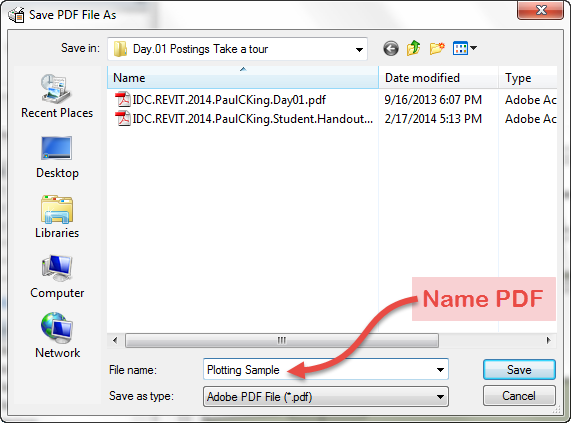 Save PDF File As
Save in: Day.01 Postings Take a tour
Name Date modified Type
IDC.REVIT.2014.PaulCKing.Day01.pdf 9/16/2013 6:07 PM Adobe Ac
IDC.REVIT.2014.PaulCKing.Student.Handout... 2/17/2014 5:13 PM Adobe Ac
Recent Places
Desktop
Libraries
Computer
Network
Name PDF
File name: Plotting Sample Save
Save as type: Adobe PDF File (*.pdf) Cancel